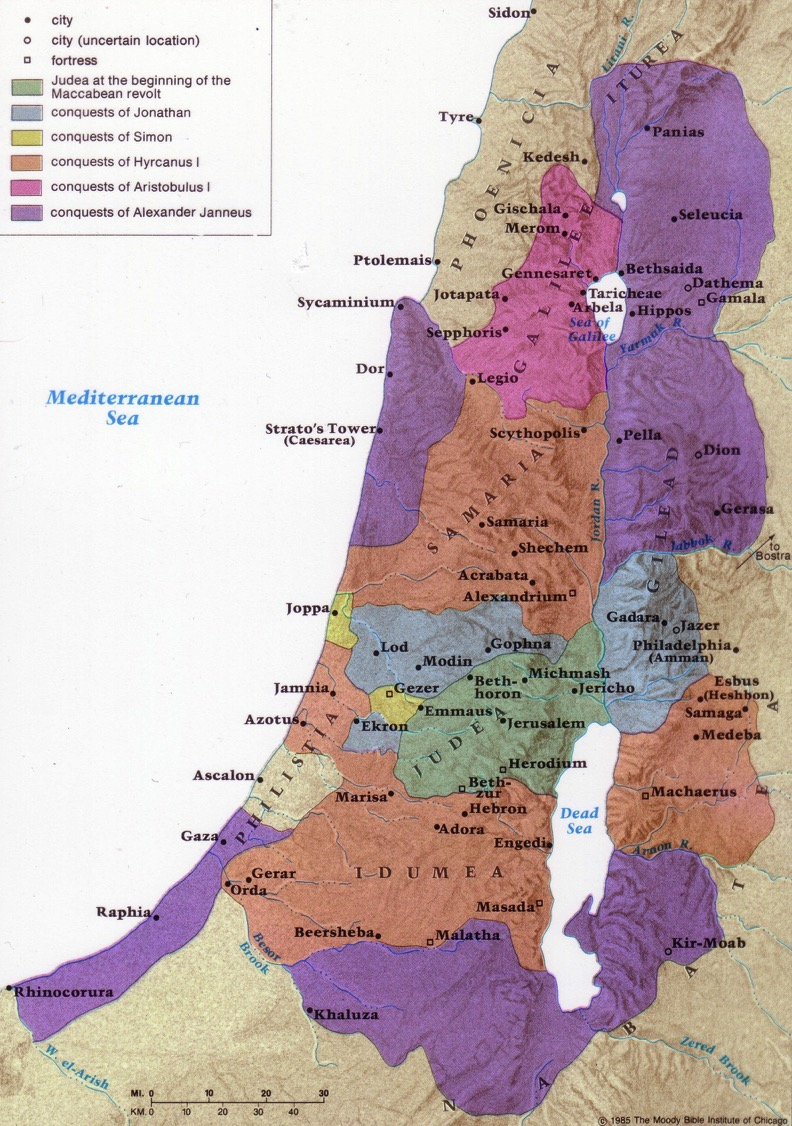 city
city (uncertain location)
fortress
Judea at the beginning of the
Maccabean revolt
conquests of Jonathan
conquests of Simon
conquests of Hyrcanus I
conquests of Aristobulus I
conquests of Alexander Janneus
Sidon
Litani R.
ITUREA
Tyre
PHOENICIA
Panias
Kedesh
Gischala
Merom
Seleucia
GALILEE
Ptolemais
Gennesaret
Bethsaida
Dathema
Gamala
Sycaminium
Jotapata
Taricheae
Arbela
Hippos
Sea of
Galilee
Sepphoris
Yarmuk R.
Dor
Legio
Mediterranean
Sea
Strato's Tower
(Caesarea)
Scythopolis
Pella
Dion
SAMARIA
Jordan R.
GILEAD
Samaria
Gerasa
Shechem
Jabbok R.
to
Bostra
Acrabata
Alexandrium
Joppa
Gadara
Jazer
Lod
Gophna
Philadelphia
(Amman)
Modin
Michmash
Beth-
horon
Jericho
Jamnia
Gezer
Esbus
(Heshbon)
Emmaus
Samaga
Azotus
Ekron
Jerusalem
Medeba
JUDEA
PHILISTIA
Ascalon
Herodium
Beth-
zur
Marisa
Machaerus
Hebron
Dead
Sea
Gaza
Adora
Engedi
Arnon R.
Gerar
IDUMEA
Orda
Masada
Raphia
Beersheba
Malatha
Kir-Moab
Besor
Brook
Rhinocorura
Khaluza
NABATEA
W. el-Arish
Zered Brook
MI. 0 10 20 30
KM. 0 20 30 40
© 1985 The Moody Bible Institute of Chicago